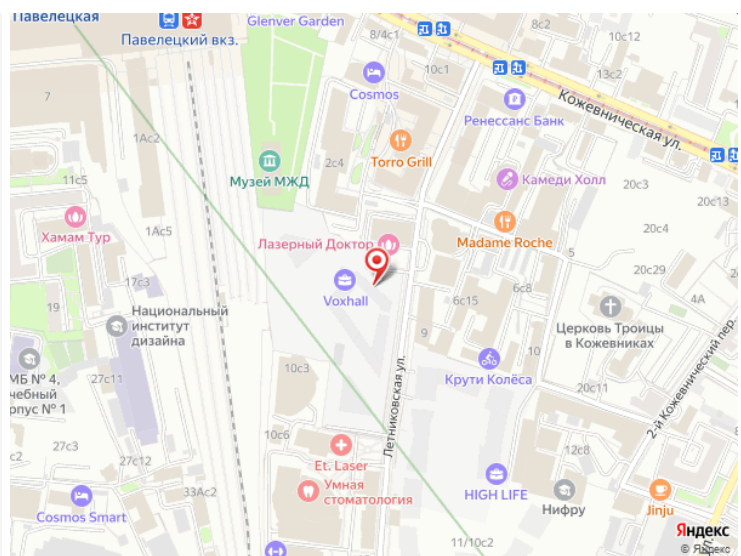 Павелецкая
Glenver Garden
8/4с1
8с2
Павелецкий вкз.
10с1
13с2
Cosmos
Кожевническая ул.
7
Ренессанс Банк
1Ас2
Torro Grill
2с4
Музей МЖД
Камеди Холл
11с5
20с2
20с13
Хамам Тур
20с4
1Ас5
Лазерный Доктор
Madame Roche
5
20с29
17с3
Voxhall
6с8
4А
19
6с15
Национальный
институт
дизайна
9
Церковь Троицы
в Кожевниках
10
2-й Кожевнический пер.
МБ № 4,
чебный
орпус № 1
27с11
10с3
Крути Колёса
20с11
Летниковская ул.
27с3
27с12
10с6
12с8
Et. Laser
33Ас2
Умная
стоматология
HIGH LIFE
Нифру
Jinju
Cosmos Smart
11/10с2
Яндекс
© Яндекс